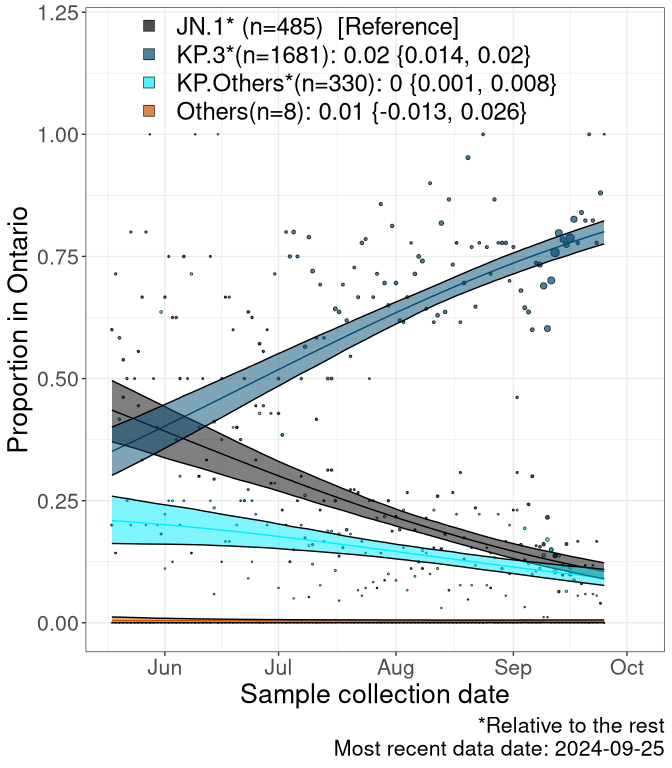 JN.1* (n=485) [Reference]
KP.3*(n=1681): 0.02 {0.014, 0.02}
KP.Others*(n=330): 0 {0.001, 0.008}
Others(n=8): 0.01 {-0.013, 0.026}
1.25
1.00
0.75
0.50
0.25
0.00
Proportion in Ontario
Jun Jul Aug Sep Oct
Sample collection date
*Relative to the rest
Most recent data date: 2024-09-25